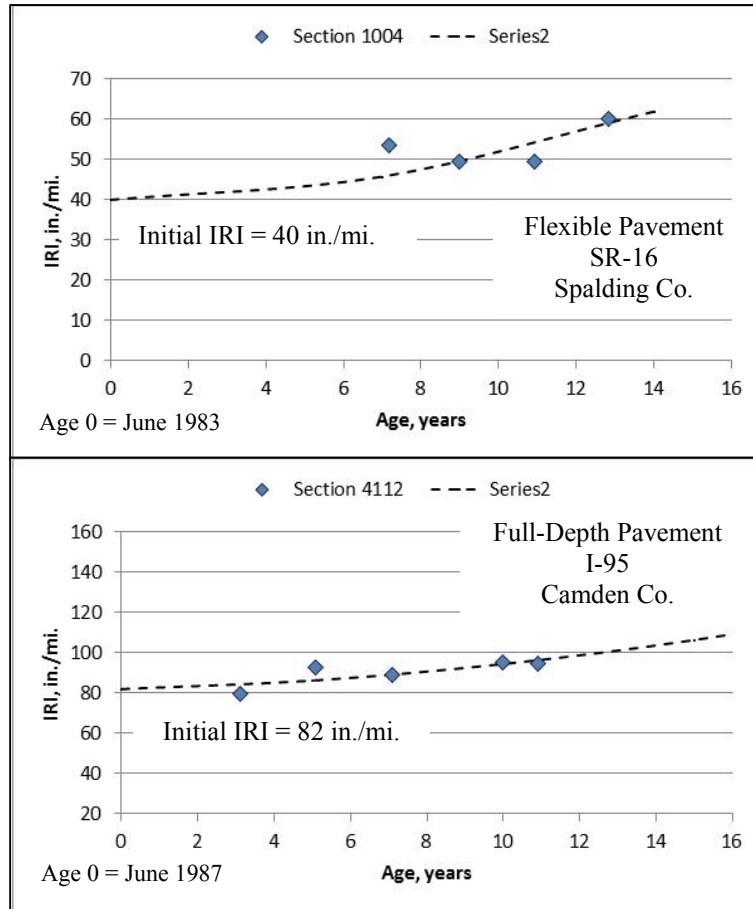 Section 1004 Series2
70
60
50
40
30
20
10
0
IRI, in./mi.
Initial IRI = 40 in./mi.
Flexible Pavement
SR-16
Spalding Co.
0 2 4 6 8 10 12 14 16
Age 0 = June 1983
Age, years
Section 4112 Series2
160
140
120
100
80
60
40
20
IRI, in./mi.
Full-Depth Pavement
I-95
Camden Co.
Initial IRI = 82 in./mi.
0 2 4 6 8 10 12 14 16
Age 0 = June 1987
Age, years